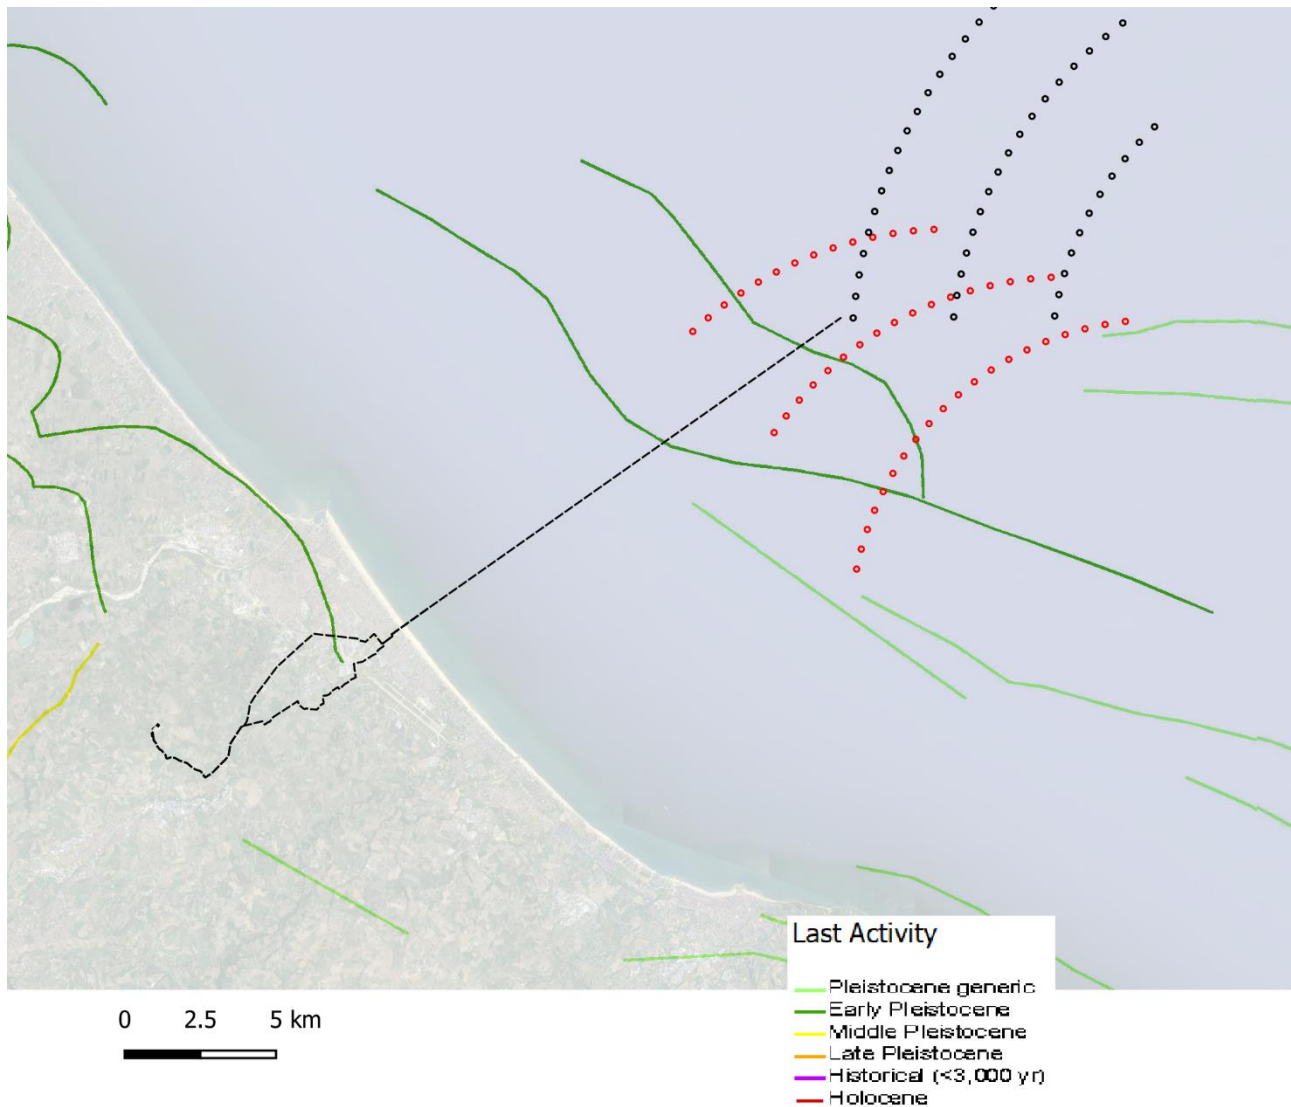 Last Activity
Pleistocene generic
Early Pleistocene
Middle Pleistocene
Late Pleistocene
Historical (<3,000 yr)
Holocene
0 2.5 5 km